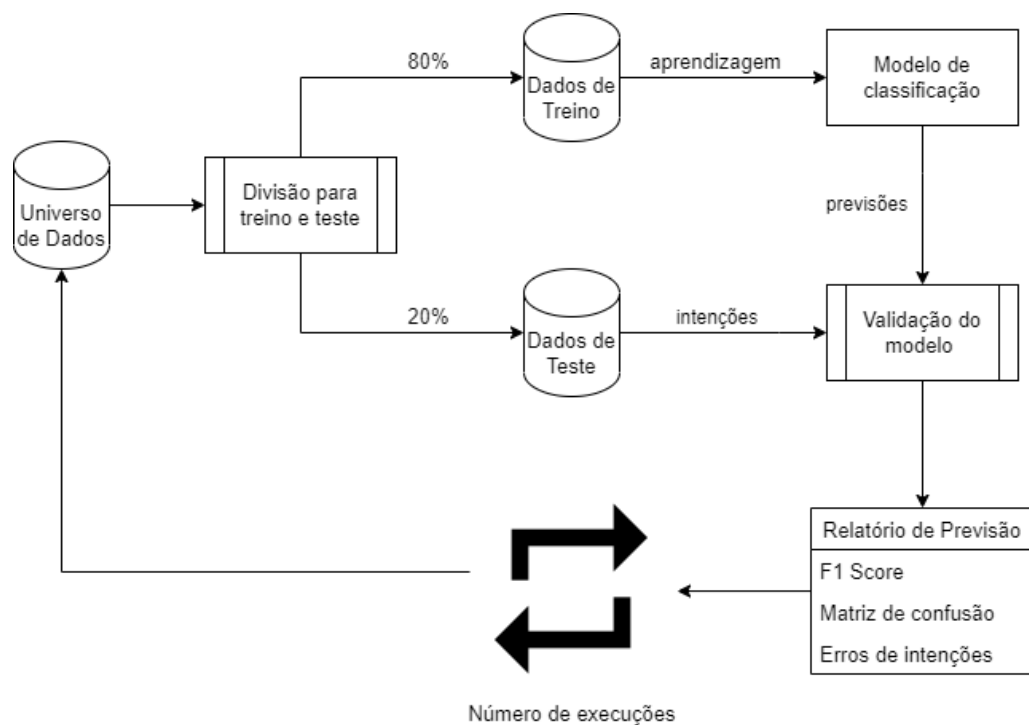 80%
Dados de
Treino
aprendizagem
Modelo de
classificação
Universo
de Dados
Divisão para
treino e teste
previsões
20%
Dados de
Teste
intenções
Validação do
modelo
Relatório de Previsão
F1 Score
Matriz de confusão
Erros de intenções
Número de execuções